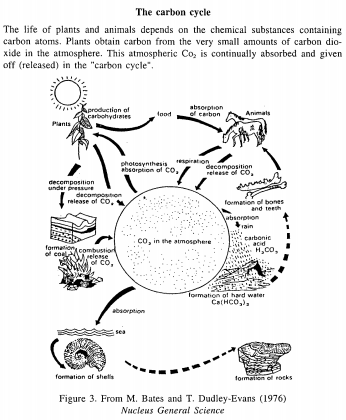 The carbon cycle
The life of plants and animals depends on the chemical substances containing
carbon atoms. Plants obtain carbon from the very small amounts of carbon dio-
xide in the atmosphere. This atmospheric Co₂ is continually absorbed and given
off (released) in the "carbon cycle".
production of
carbohydrates
food
absorption
of carbon
Animals
Plants
photosynthesis
absorption of CO₂
respiration
decomposition
release of CO₂
decomposition
under pressure
decomposition
release of CO₂
formation of bones
and teeth
absorption
rain
carbonic
acid
H₂CO₃
CO₂ in the atmosphere
formation
of coal
combustion
release
of CO₂
formation of hard water
Ca(HCO₃)₂
absorption
sea
formation of shells
formation of rocks
Figure 3. From M. Bates and T. Dudley-Evans (1976)
Nucleus General Science